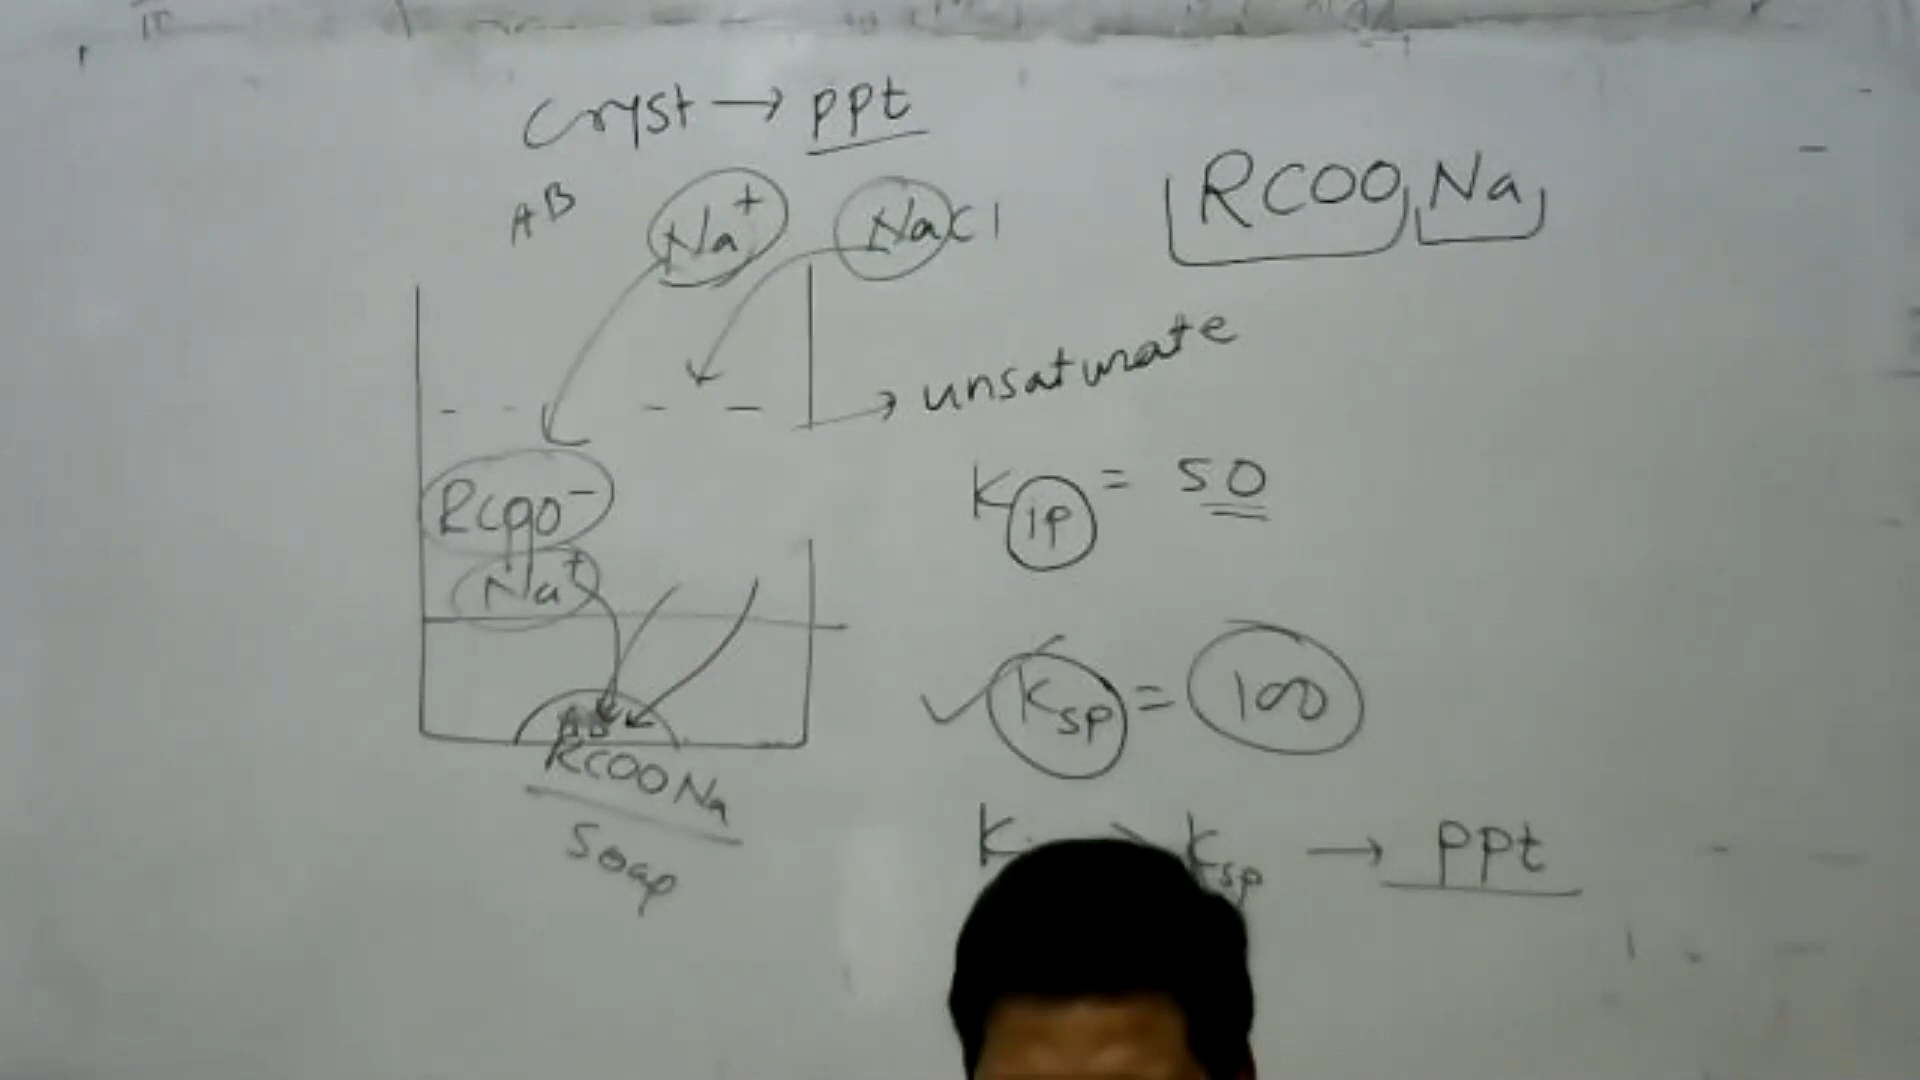 Cryst → ppt
AB
Na⁺
NaCl
RCOONa
→ unsaturate
RCOO⁻
Na⁺
Kip = 50
AB
✓ Ksp = 100
RCOONa
Soap
K > Ksp → ppt